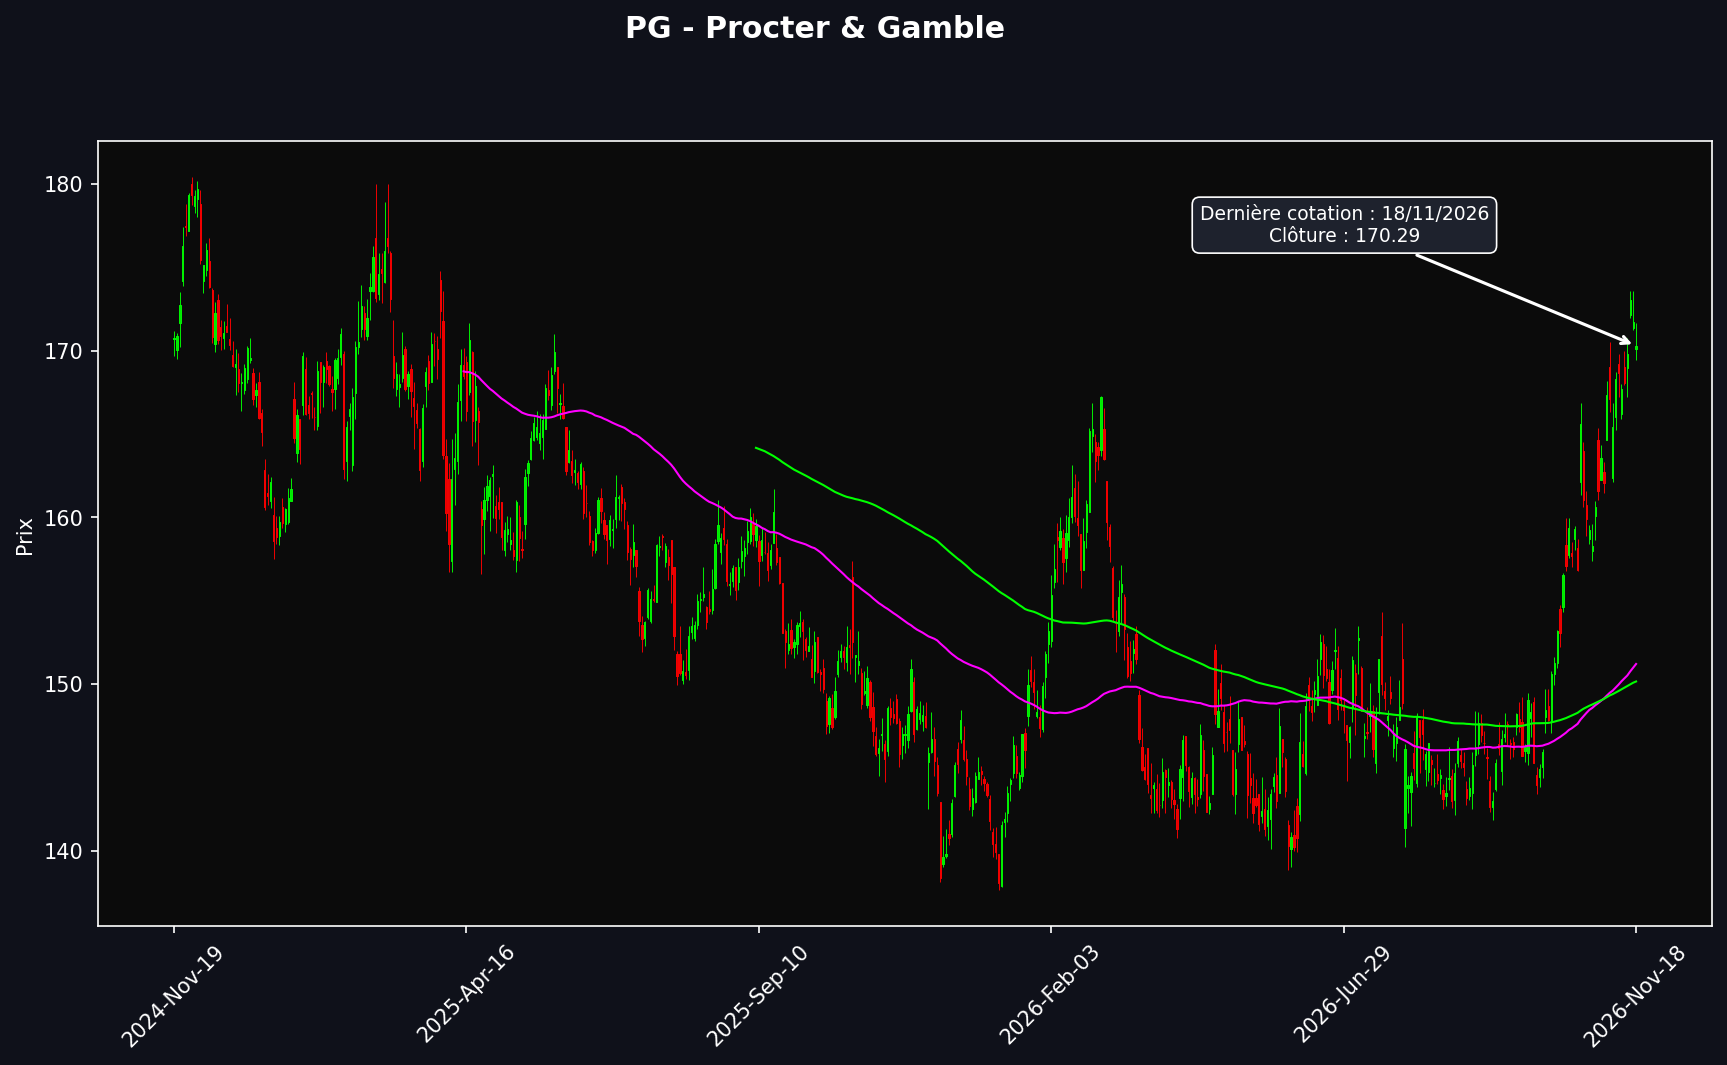 PG - Procter & Gamble
Prix
180
170
160
150
140
Dernière cotation : 18/11/2026
Clôture : 170.29
2024-Nov-19
2025-Apr-16
2025-Sep-10
2026-Feb-03
2026-Jun-29
2026-Nov-18